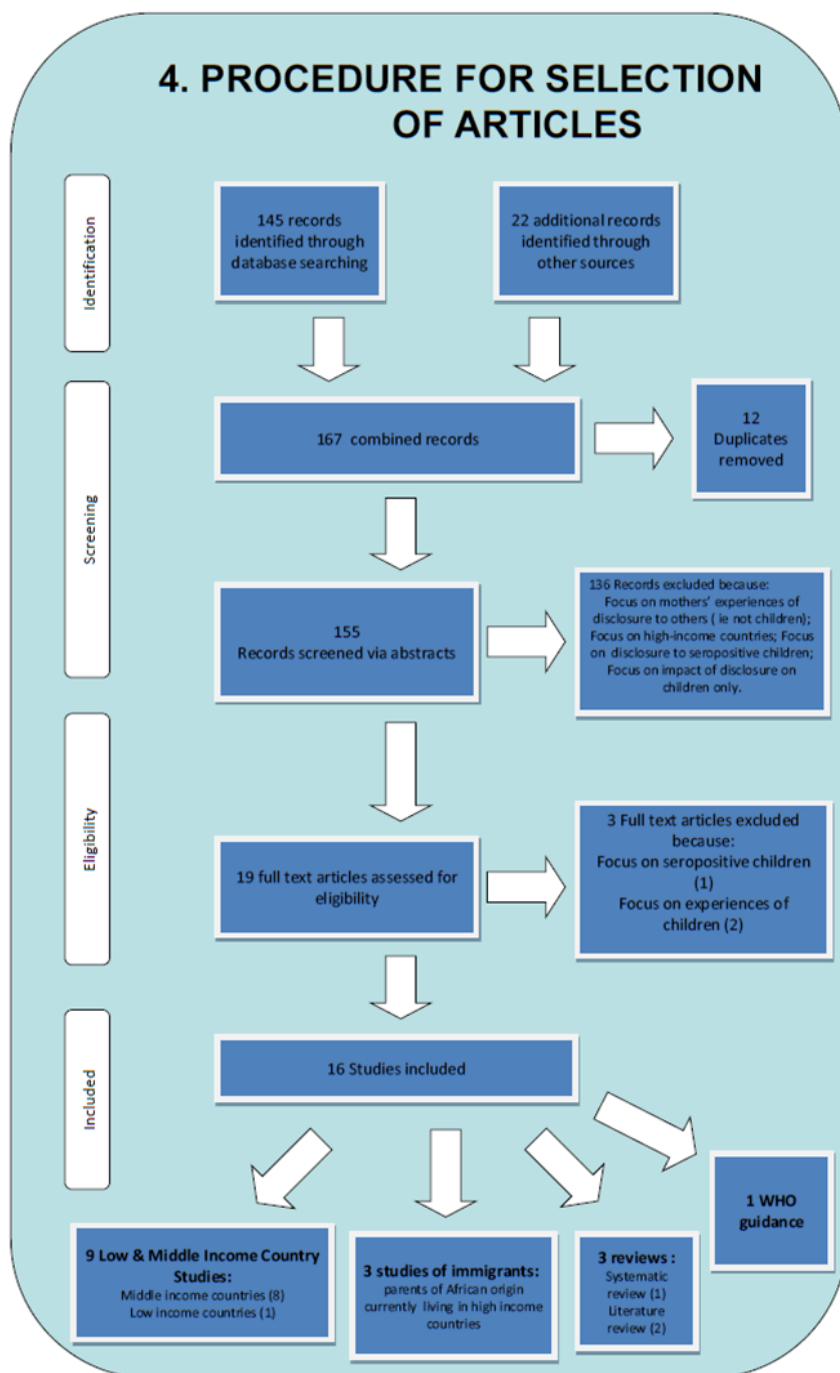 4. PROCEDURE FOR SELECTION
OF ARTICLES
Identification
145 records
identified through
database searching
22 additional records
identified through
other sources
Screening
167 combined records
12
Duplicates
removed
155
Records screened via abstracts
136 Records excluded because:
Focus on mothers' experiences of
disclosure to others ( ie not children);
Focus on high-income countries; Focus
on disclosure to seropositive children;
Focus on impact of disclosure on
children only.
Eligibility
19 full text articles assessed for
eligibility
3 Full text articles excluded
because:
Focus on seropositive children
(1)
Focus on experiences of
children (2)
Included
16 Studies included
9 Low & Middle Income Country
Studies:
Middle income countries (8)
Low income countries (1)
3 studies of immigrants:
parents of African origin
currently living in high income
countries
3 reviews :
Systematic
review (1)
Literature
review (2)
1 WHO
guidance